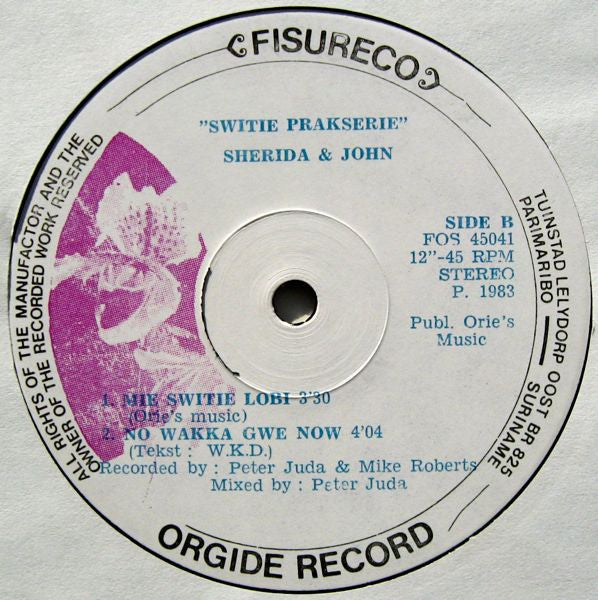 FISURECO
"SWITIE PRAKSERIE"
SHERIDA & JOHN
SIDE B
FOS 45041
12"-45 RPM
STEREO
P. 1983
Publ. Orie's
Music
1. MIE SWITIE LOBI 3'30
(Orie's music)
2. NO WAKKA GWE NOW 4'04
(Tekst : W.K.D.)
Recorded by : Peter Juda & Mike Roberts
Mixed by : Peter Juda
ALL RIGHTS OF THE MANUFACTOR AND THE
OWNER OF THE RECORDED WORK RESERVED
TUINSTAD LELYDORP OOST BR 825
PARIMARIBO — SURINAME
ORGIDE RECORD